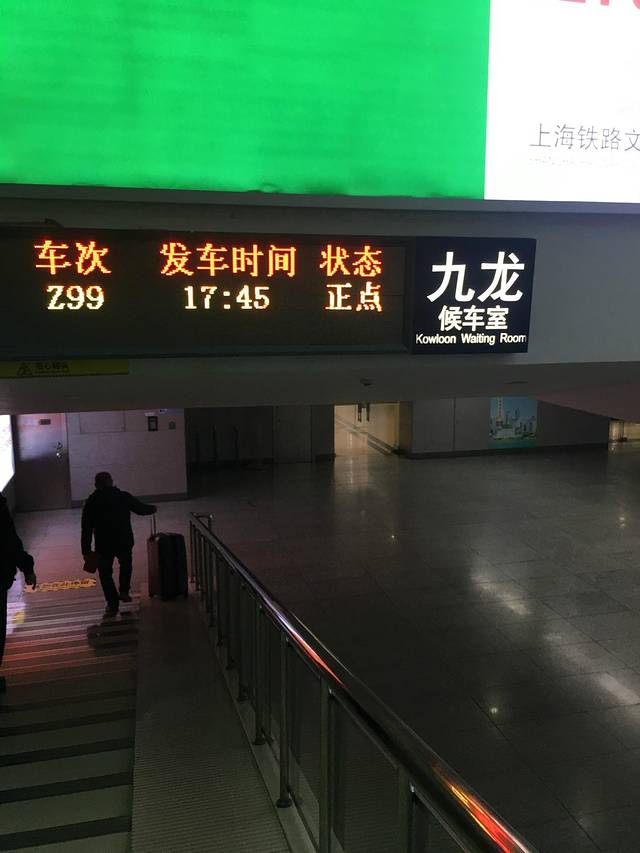 上海铁路文
车次 发车时间 状态
Z99 17:45 正点
九龙
候车室
Kowloon Waiting Room